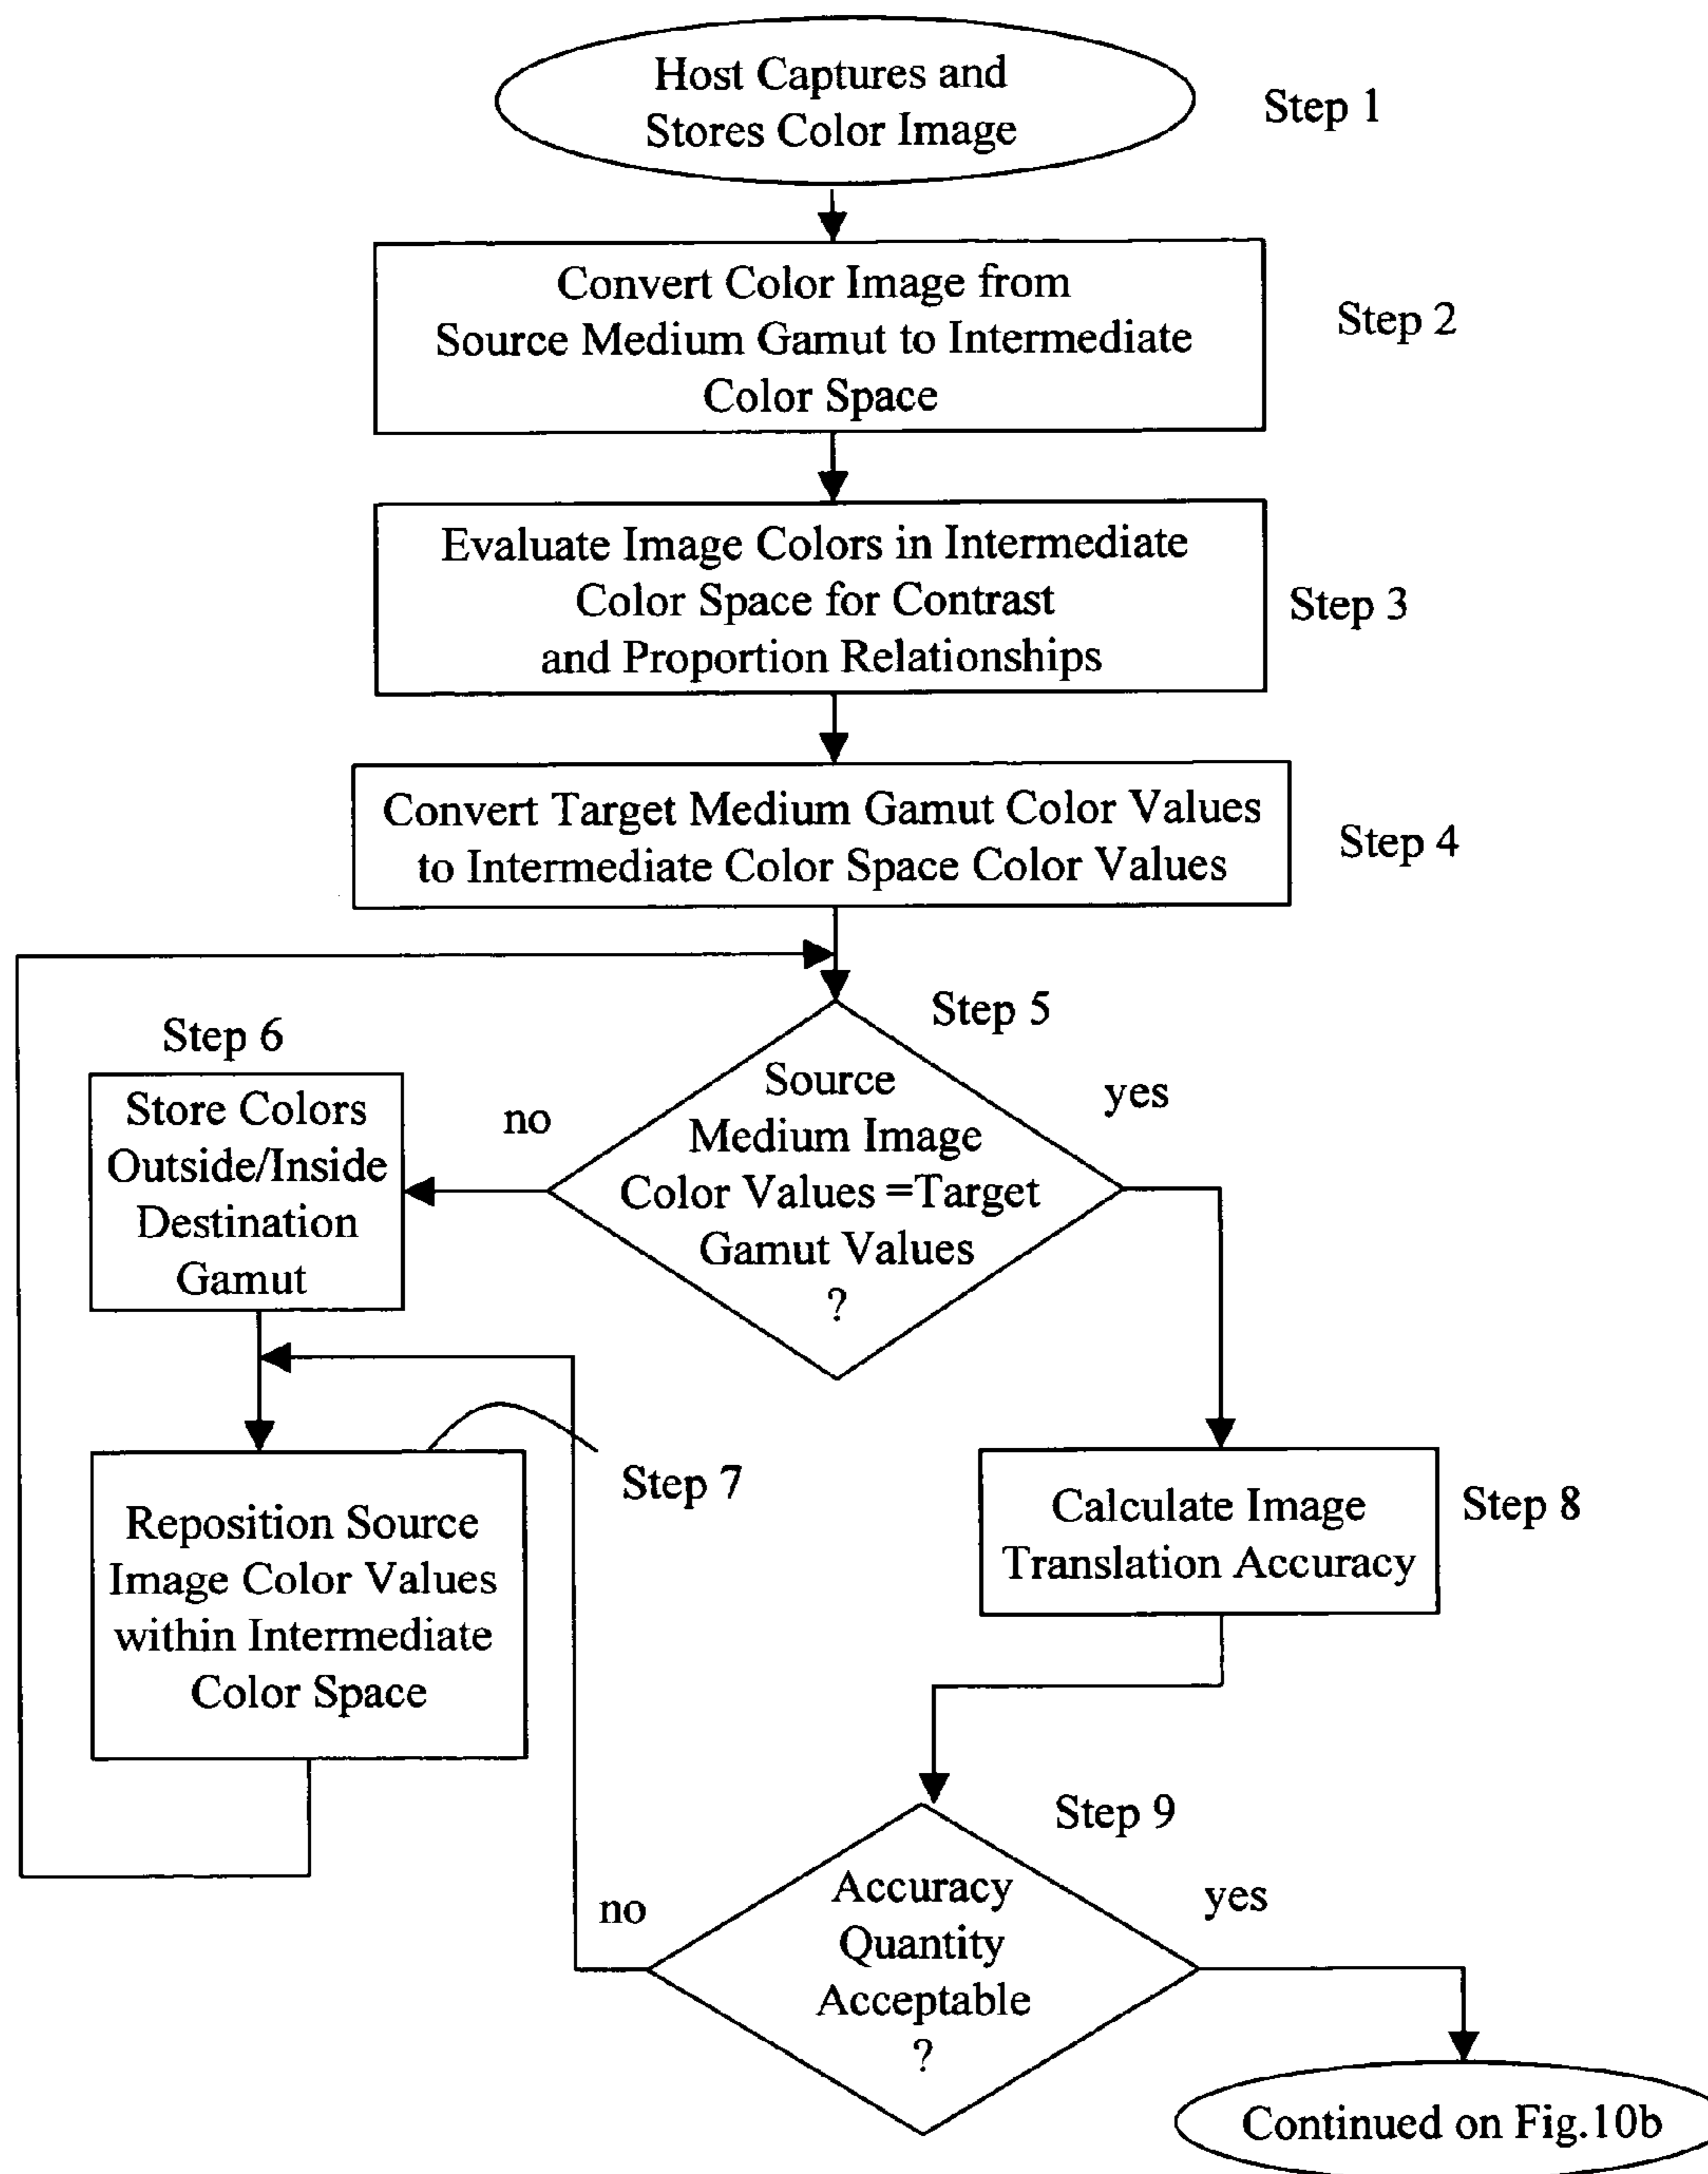 Host Captures and
Stores Color Image
Step 1
Convert Color Image from
Source Medium Gamut to Intermediate
Color Space
Step 2
Evaluate Image Colors in Intermediate
Color Space for Contrast
and Proportion Relationships
Step 3
Convert Target Medium Gamut Color Values
to Intermediate Color Space Color Values
Step 4
Step 5
Source
Medium Image
Color Values =Target
Gamut Values
?
no
yes
Step 6
Store Colors
Outside/Inside
Destination
Gamut
Step 7
Reposition Source
Image Color Values
within Intermediate
Color Space
Calculate Image
Translation Accuracy
Step 8
Step 9
Accuracy
Quantity
Acceptable
?
no
yes
Continued on Fig.10b